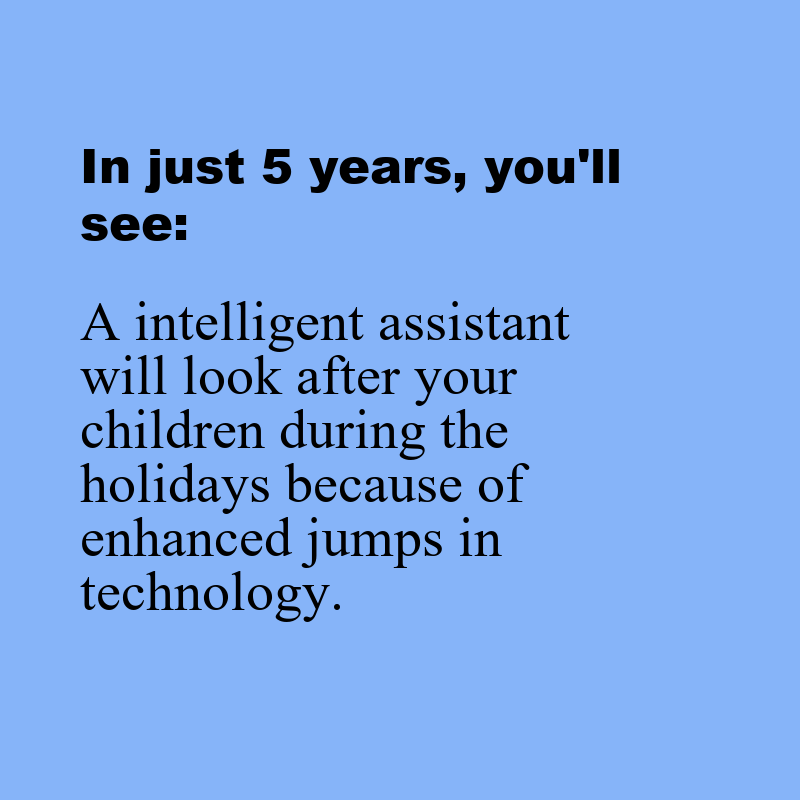 In just 5 years, you'll
see:
A intelligent assistant
will look after your
children during the
holidays because of
enhanced jumps in
technology.